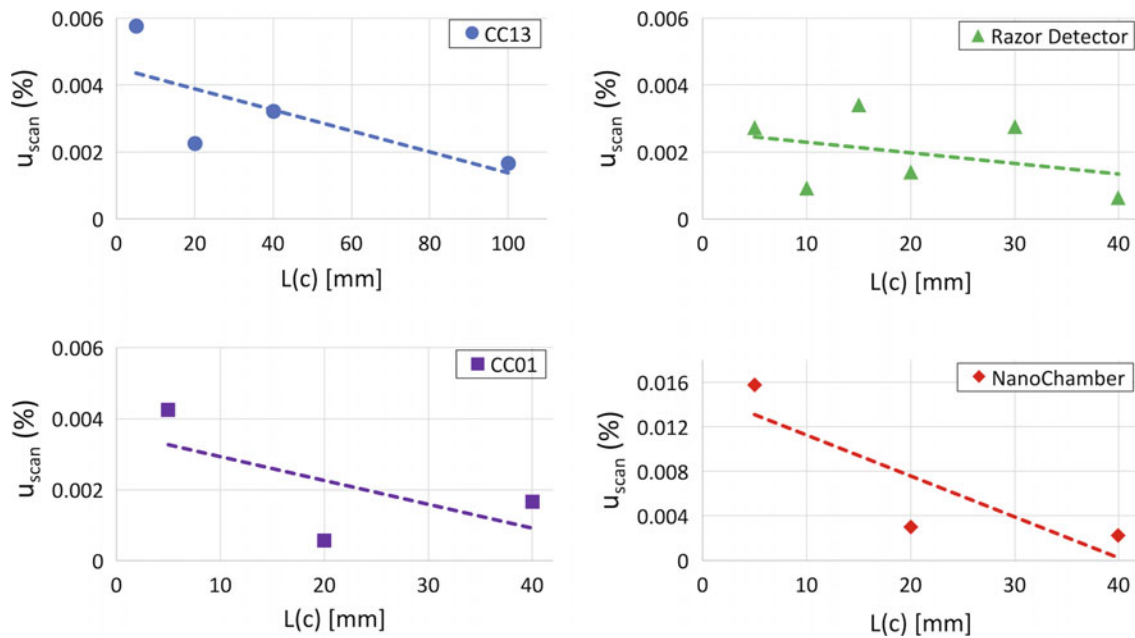 0.006
CC13
0.004
0.002
0
u_scan (%)
0 20 40 60 80 100
L(c) [mm]
0.006
Razor Detector
0.004
0.002
0
u_scan (%)
0 10 20 30 40
L(c) [mm]
0.006
CC01
0.004
0.002
0
u_scan (%)
0 20 30 40
L(c) [mm]
0.016
NanoChamber
0.012
0.008
0.004
0
u_scan (%)
0 10 20 30 40
L(c) [mm]